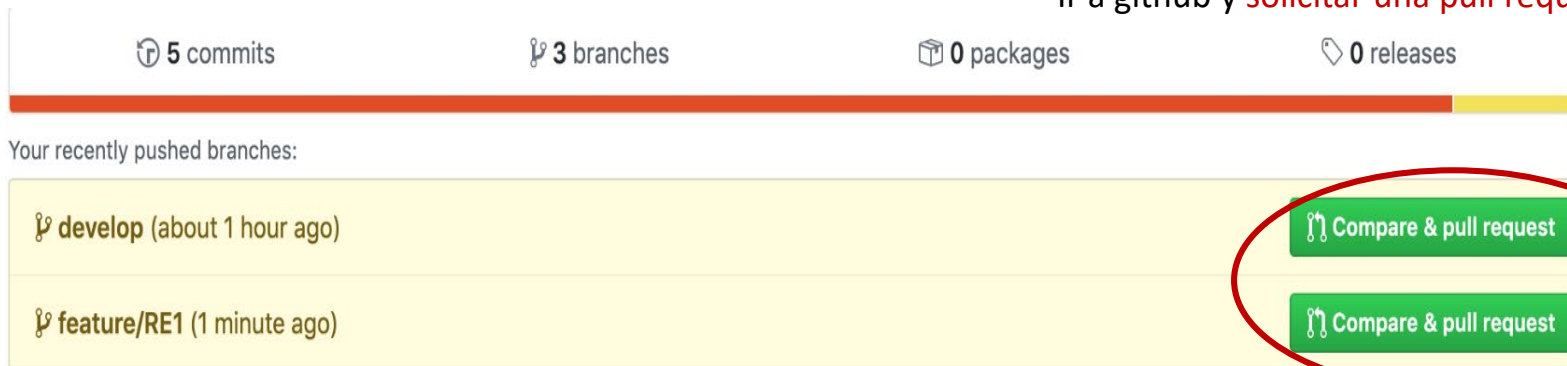 Ir a github y solicitar una pull requ
5 commits 3 branches 0 packages 0 releases
Your recently pushed branches:
develop (about 1 hour ago) Compare & pull request
feature/RE1 (1 minute ago) Compare & pull request